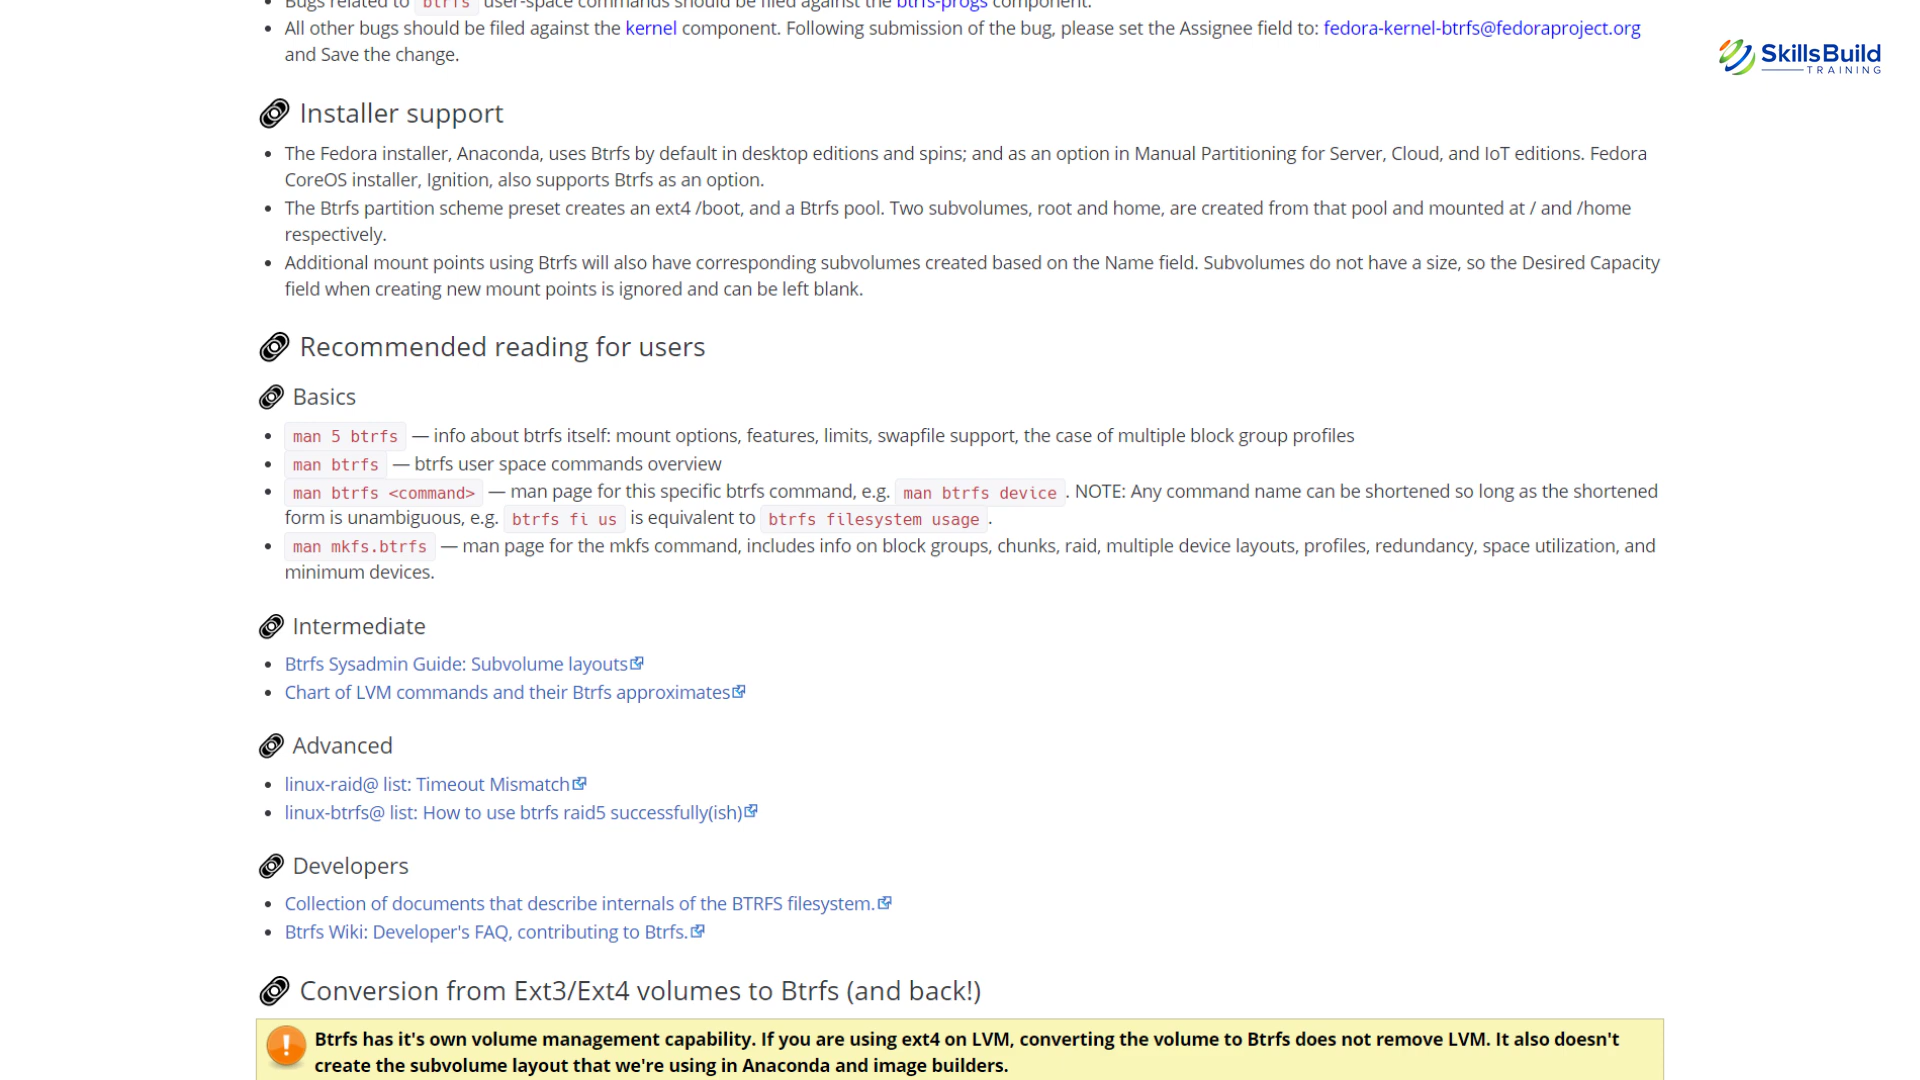 Bugs related to btrfs user-space commands should be filed against the btrfs-progs component.
All other bugs should be filed against the kernel component. Following submission of the bug, please set the Assignee field to: fedora-kernel-btrfs@fedoraproject.org
and Save the change.
SkillsBuild
TRAINING
Installer support
The Fedora installer, Anaconda, uses Btrfs by default in desktop editions and spins; and as an option in Manual Partitioning for Server, Cloud, and IoT editions. Fedora
CoreOS installer, Ignition, also supports Btrfs as an option.
The Btrfs partition scheme preset creates an ext4 /boot, and a Btrfs pool. Two subvolumes, root and home, are created from that pool and mounted at / and /home
respectively.
Additional mount points using Btrfs will also have corresponding subvolumes created based on the Name field. Subvolumes do not have a size, so the Desired Capacity
field when creating new mount points is ignored and can be left blank.
Recommended reading for users
Basics
man 5 btrfs — info about btrfs itself: mount options, features, limits, swapfile support, the case of multiple block group profiles
man btrfs — btrfs user space commands overview
man btrfs <command> — man page for this specific btrfs command, e.g. man btrfs device . NOTE: Any command name can be shortened so long as the shortened
form is unambiguous, e.g. btrfs fi us is equivalent to btrfs filesystem usage .
man mkfs.btrfs — man page for the mkfs command, includes info on block groups, chunks, raid, multiple device layouts, profiles, redundancy, space utilization, and
minimum devices.
Intermediate
Btrfs Sysadmin Guide: Subvolume layouts
Chart of LVM commands and their Btrfs approximates
Advanced
linux-raid@ list: Timeout Mismatch
linux-btrfs@ list: How to use btrfs raid5 successfully(ish)
Developers
Collection of documents that describe internals of the BTRFS filesystem.
Btrfs Wiki: Developer's FAQ, contributing to Btrfs.
Conversion from Ext3/Ext4 volumes to Btrfs (and back!)
Btrfs has it's own volume management capability. If you are using ext4 on LVM, converting the volume to Btrfs does not remove LVM. It also doesn't
create the subvolume layout that we're using in Anaconda and image builders.